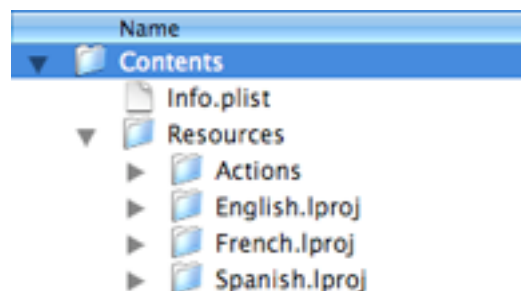 Name
Contents
Info.plist
Resources
Actions
English.lproj
French.lproj
Spanish.lproj